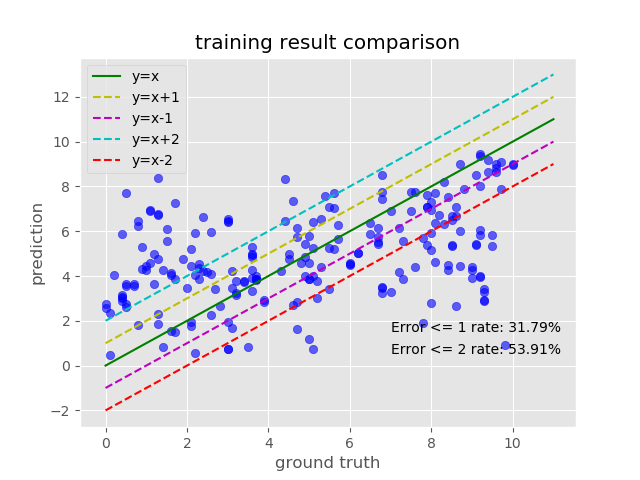 training result comparison
y=x
y=x+1
y=x-1
y=x+2
y=x-2
12
10
8
6
4
2
0
−2
prediction
Error <= 1 rate: 31.79%
Error <= 2 rate: 53.91%
0 2 4 6 8 10
ground truth